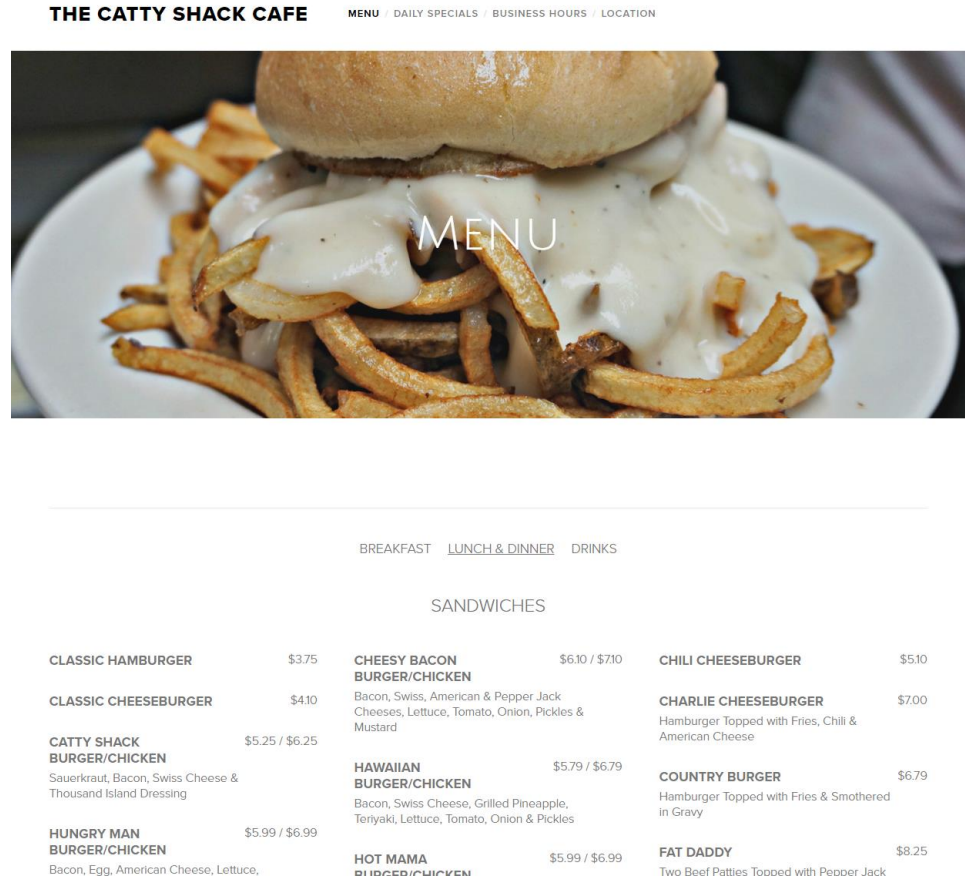 THE CATTY SHACK CAFE
MENU / DAILY SPECIALS / BUSINESS HOURS / LOCATION
MENU
BREAKFAST LUNCH & DINNER DRINKS
SANDWICHES
CLASSIC HAMBURGER $3.75
CLASSIC CHEESEBURGER $4.10
CATTY SHACK $5.25 / $6.25
BURGER/CHICKEN
Sauerkraut, Bacon, Swiss Cheese &
Thousand Island Dressing
HUNGRY MAN $5.99 / $6.99
BURGER/CHICKEN
Bacon, Egg, American Cheese, Lettuce,
CHEESY BACON $6.10 / $7.10
BURGER/CHICKEN
Bacon, Swiss, American & Pepper Jack
Cheeses, Lettuce, Tomato, Onion, Pickles &
Mustard
HAWAIIAN $5.79 / $6.79
BURGER/CHICKEN
Bacon, Swiss Cheese, Grilled Pineapple,
Teriyaki, Lettuce, Tomato, Onion & Pickles
HOT MAMA $5.99 / $6.99
BURGER/CHICKEN
CHILI CHEESEBURGER $5.10
CHARLIE CHEESEBURGER $7.00
Hamburger Topped with Fries, Chili &
American Cheese
COUNTRY BURGER $6.79
Hamburger Topped with Fries & Smothered
in Gravy
FAT DADDY $8.25
Two Beef Patties Topped with Pepper Jack